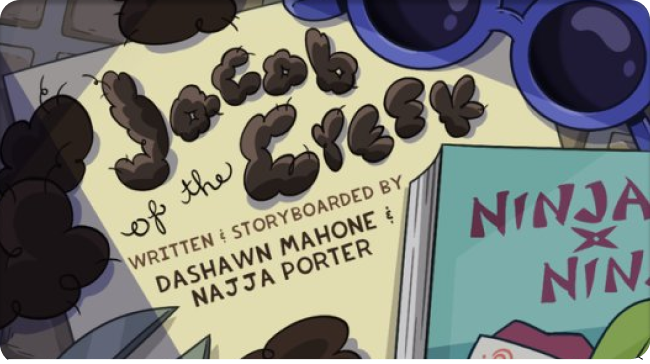 Jacob
of the Creek
WRITTEN & STORYBOARDED BY
DASHAWN MAHONE &
NAJJA PORTER
NINJA
X
NIN